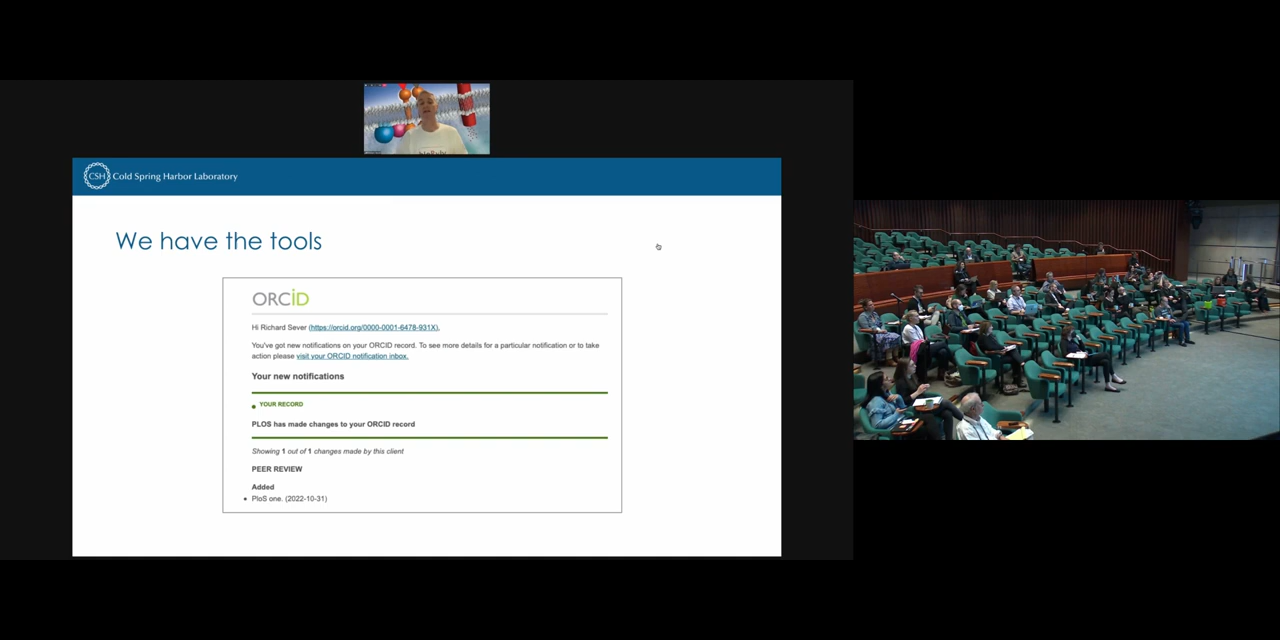 CSH Cold Spring Harbor Laboratory
We have the tools
ORCID
Hi Richard Sever (https://orcid.org/0000-0001-6478-931X),
You've got new notifications on your ORCID record. To see more details for a particular notification or to take
action please visit your ORCID notification inbox.
Your new notifications
YOUR RECORD
PLOS has made changes to your ORCID record
Showing 1 out of 1 changes made by this client
PEER REVIEW
Added
PloS one. (2022-10-31)